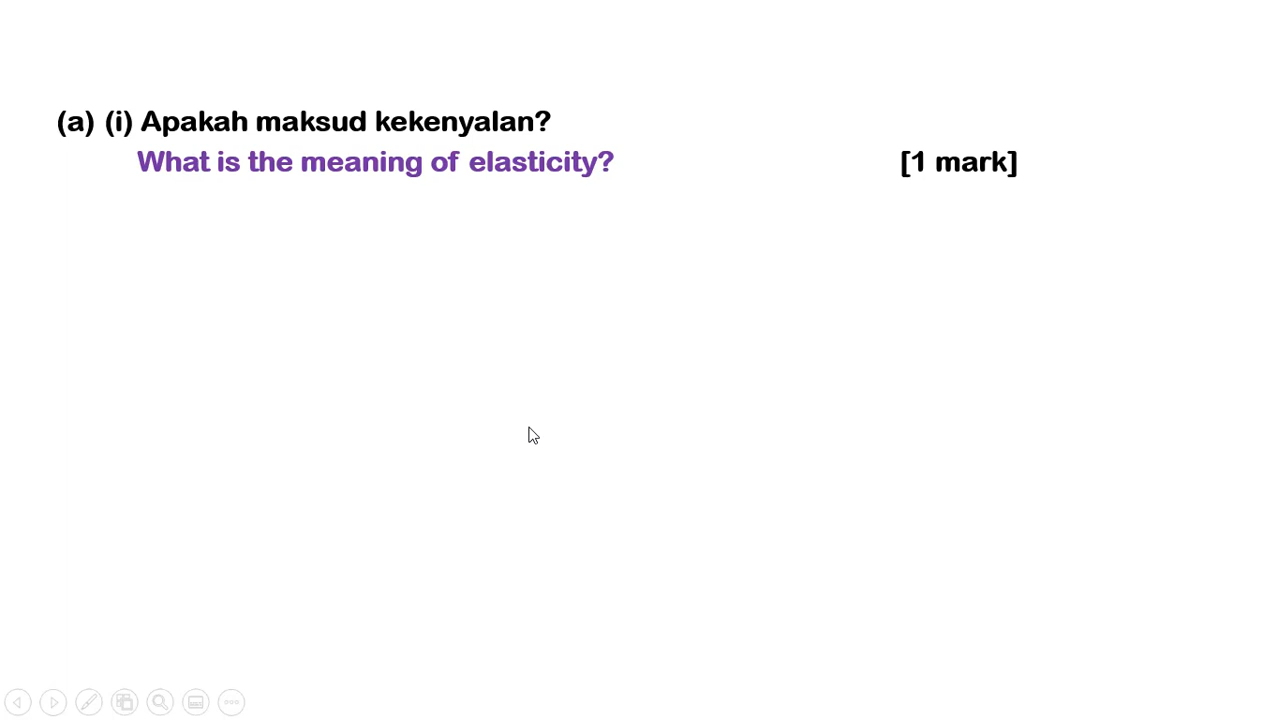 (a) (i) Apakah maksud kekenyalan?
What is the meaning of elasticity? [1 mark]